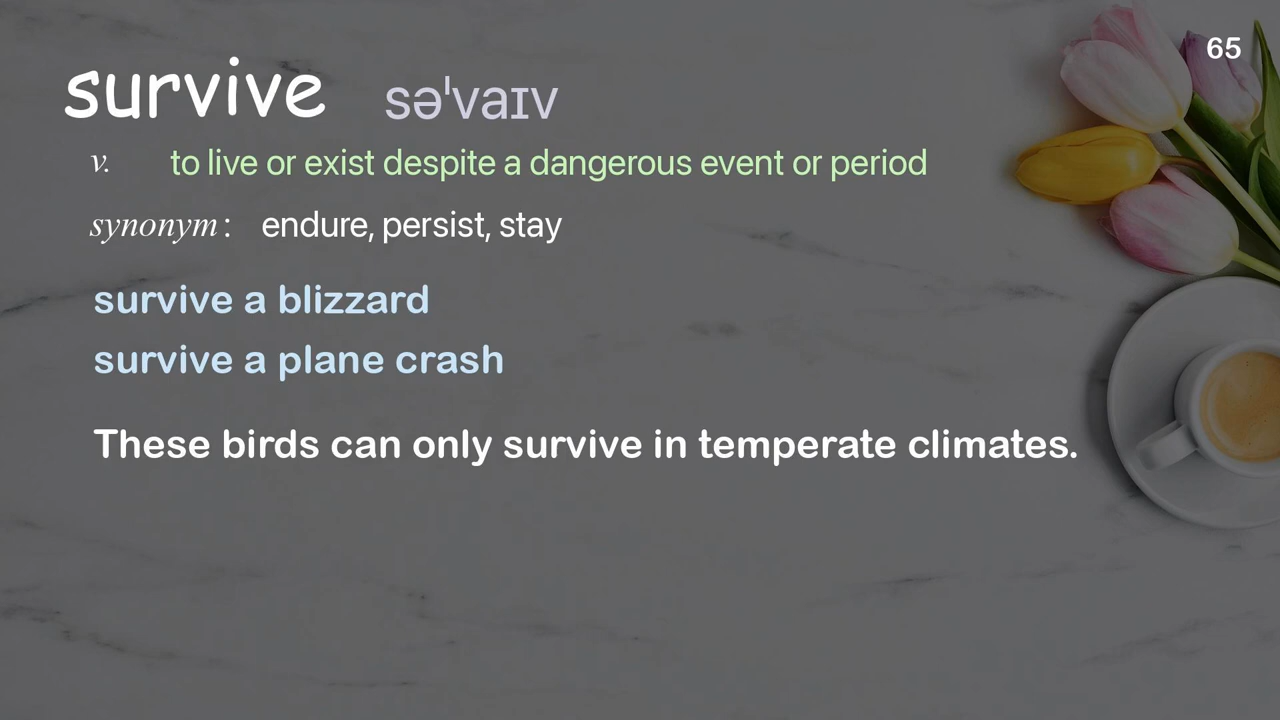 65
survive səˈvaɪv
v. to live or exist despite a dangerous event or period
synonym: endure, persist, stay
survive a blizzard
survive a plane crash
These birds can only survive in temperate climates.